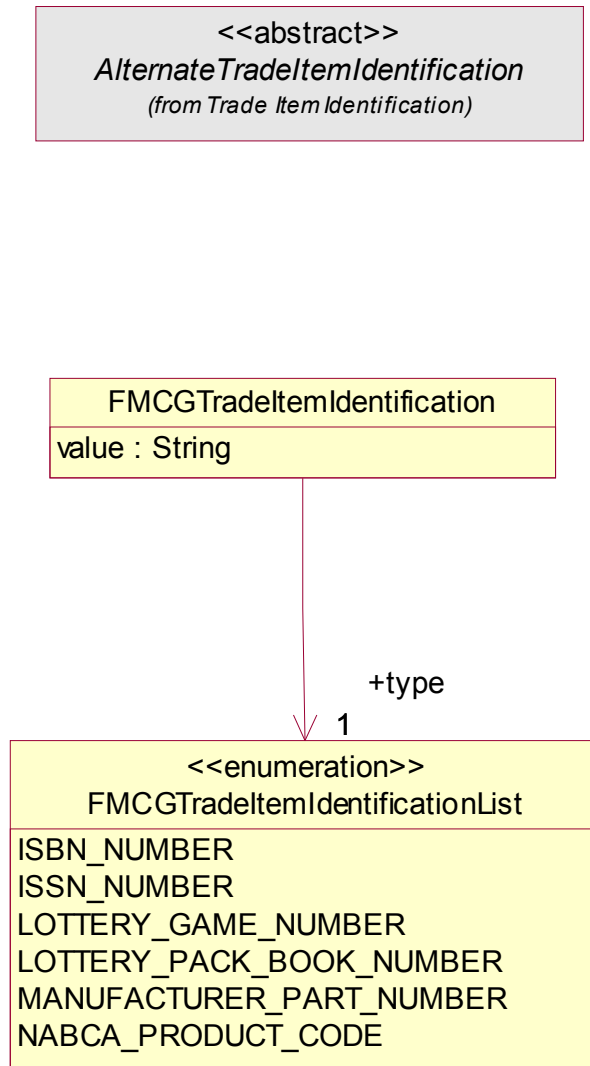 <<abstract>>
AlternateTradeItemIdentification
(from Trade Item Identification)
FMCGTradeItemIdentification
value : String
+type
1
<<enumeration>>
FMCGTradeItemIdentificationList
ISBN_NUMBER
ISSN_NUMBER
LOTTERY_GAME_NUMBER
LOTTERY_PACK_BOOK_NUMBER
MANUFACTURER_PART_NUMBER
NABCA_PRODUCT_CODE